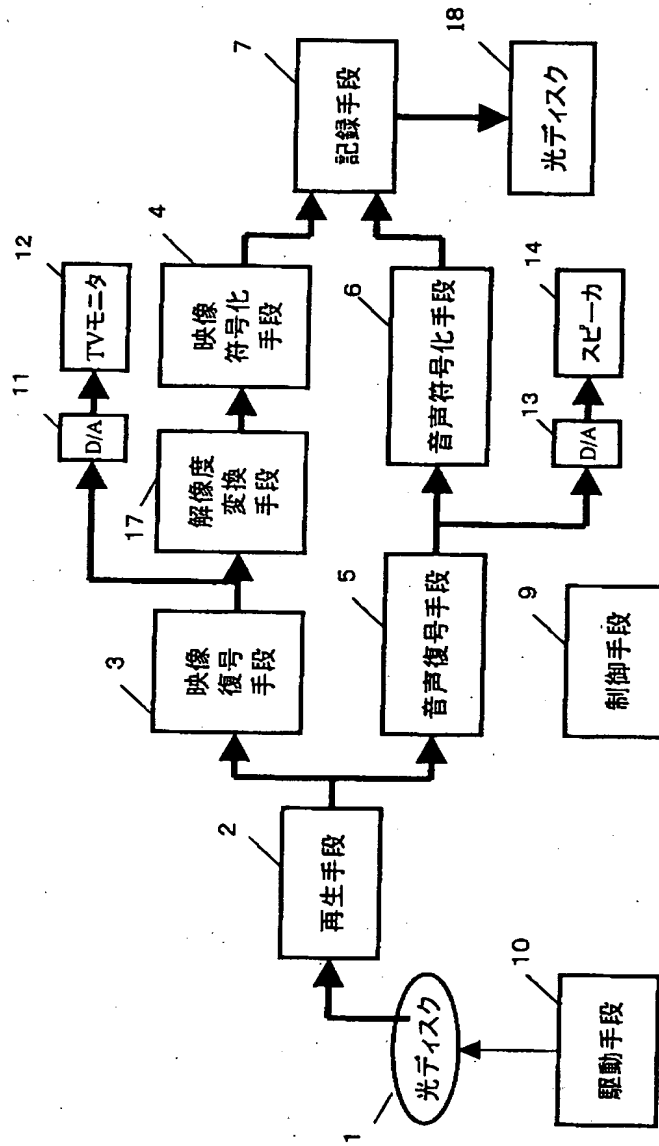 12
TVモニタ
11
D/A
4
映像
符号化
手段
7
記録手段
18
光ディスク
17
解像度
変換
手段
3
映像
復号
手段
6
音声符号化手段
14
スピーカ
13
D/A
5
音声復号手段
2
再生手段
9
制御手段
1
光ディスク
10
駆動手段